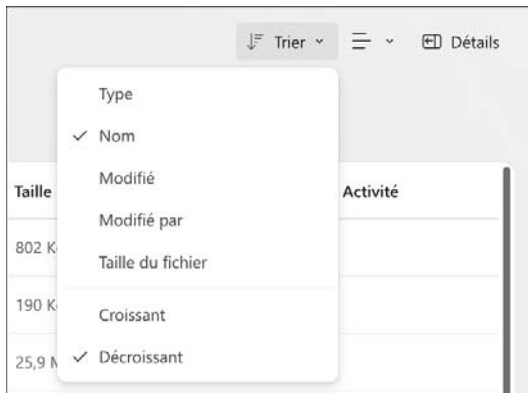 Trier
Détails
Type
Nom
Modifié
Modifié par
Taille du fichier
Croissant
Décroissant
Taille
Activité
802
190
25,9